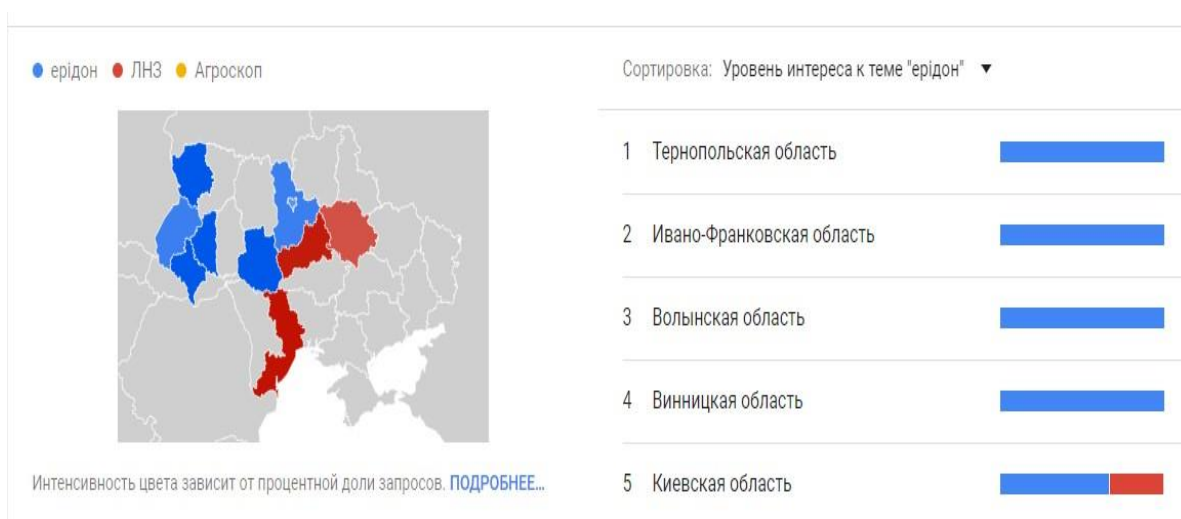 ерідон ЛНЗ Агроскоп
Интенсивность цвета зависит от процентной доли запросов. ПОДРОБНЕЕ...
Сортировка: Уровень интереса к теме "ерідон"
1 Тернопольская область
2 Ивано-Франковская область
3 Волынская область
4 Винницкая область
5 Киевская область